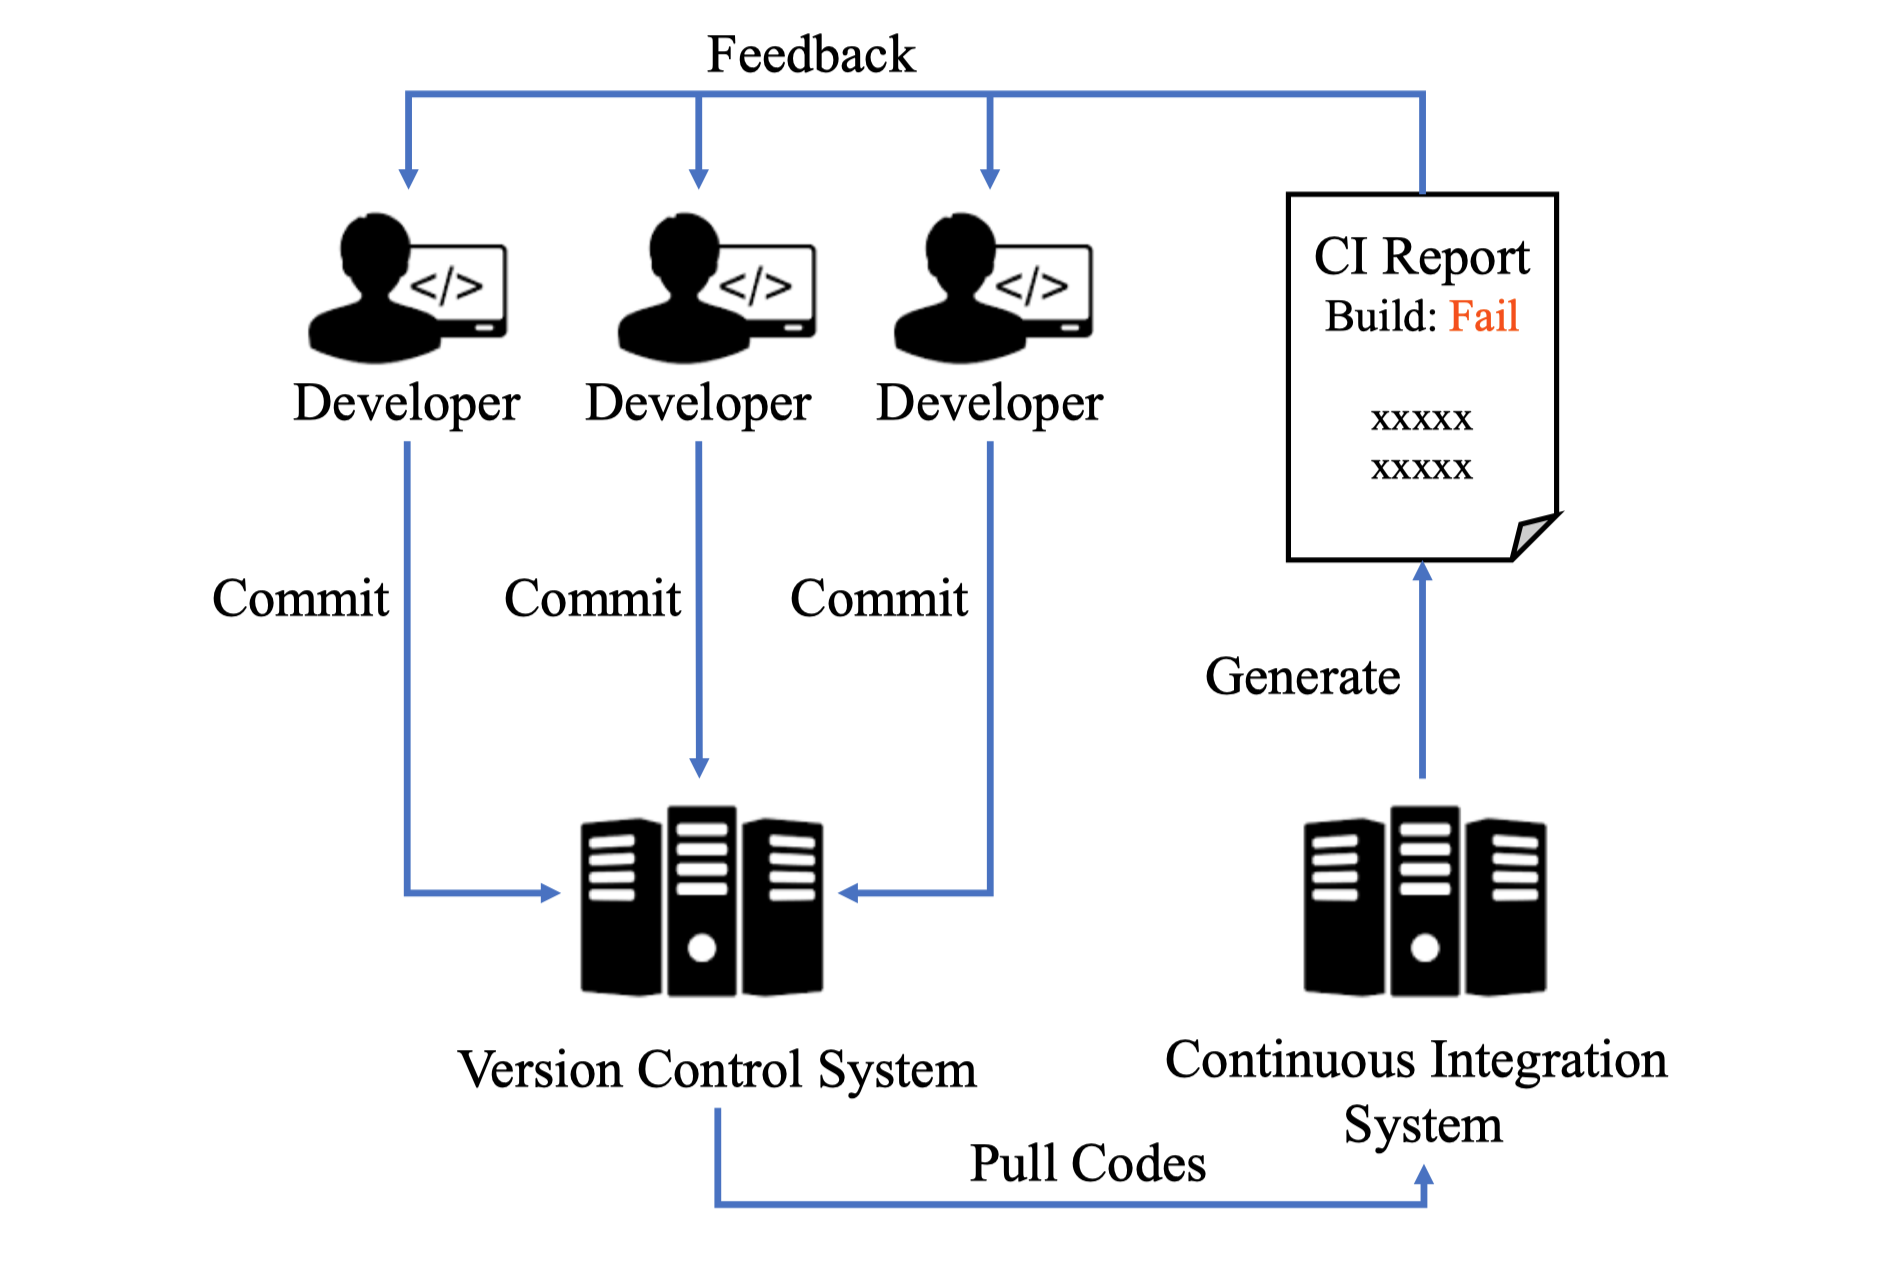 Feedback
</> </> </>
CI Report
Build: Fail
xxxxx
xxxxx
Developer Developer Developer
Commit Commit Commit
Generate
Version Control System
Continuous Integration
System
Pull Codes